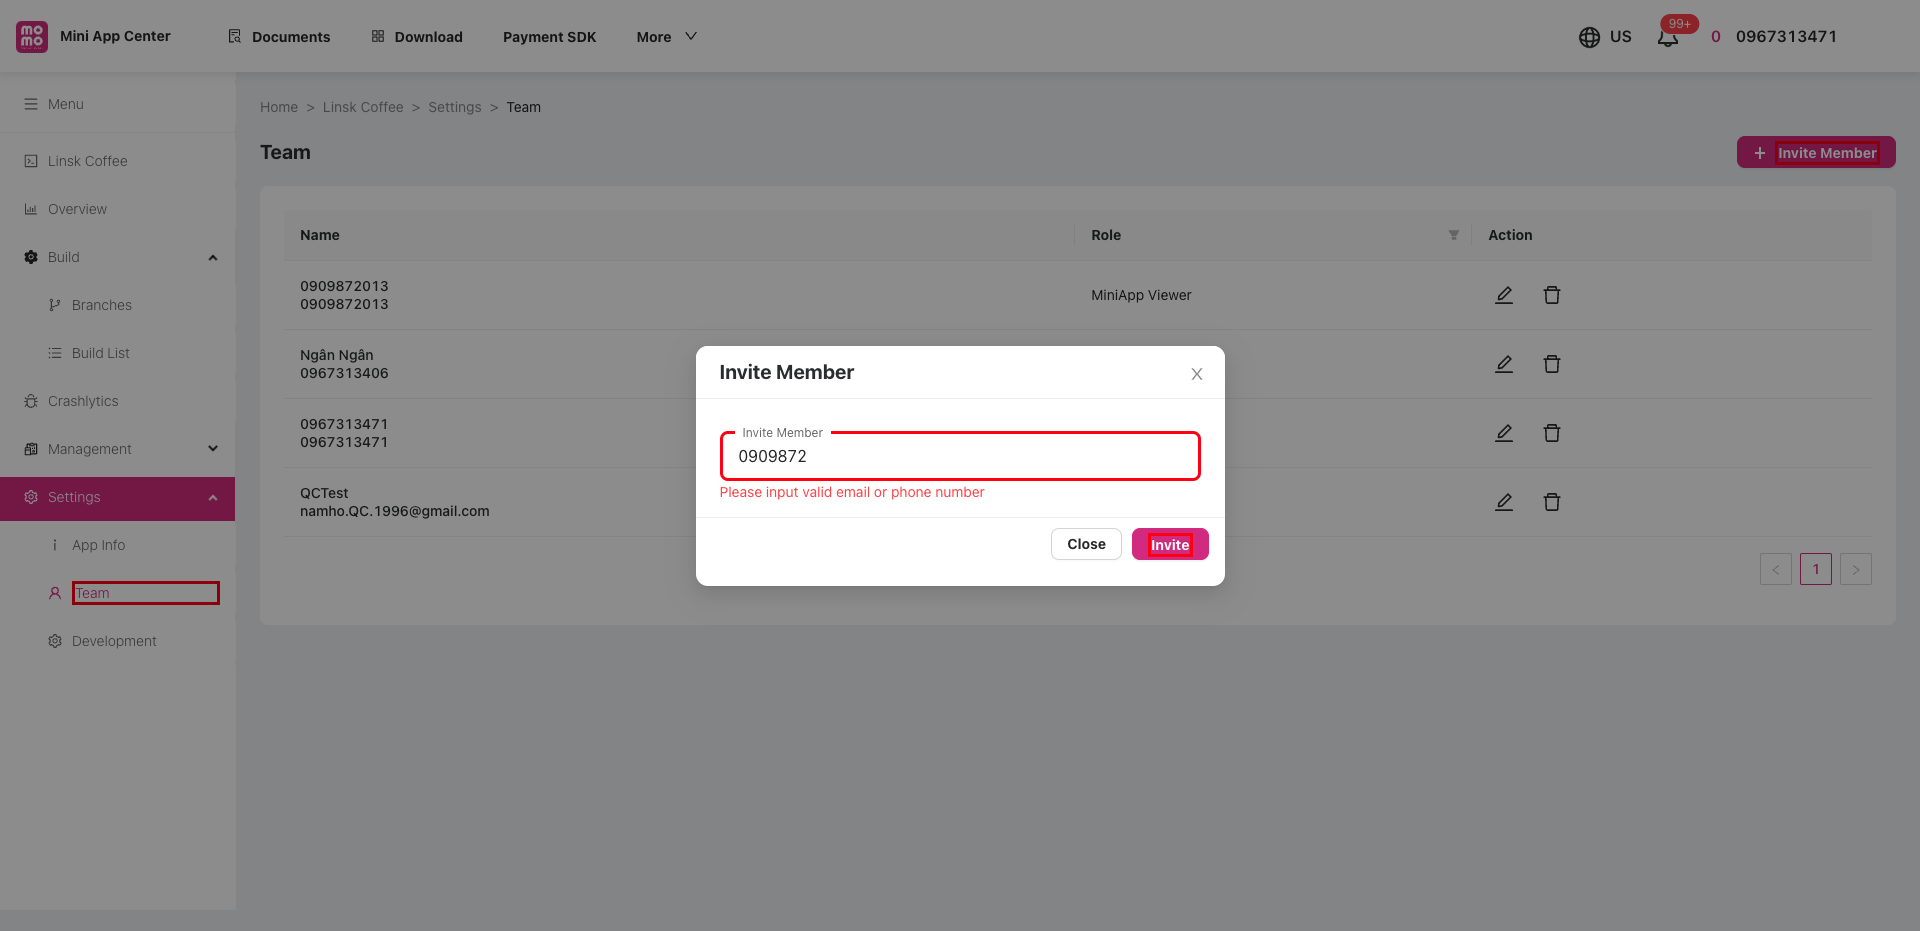 mo
mo
Mini App Center
Documents
Download
Payment SDK
More
US
99+
0
0967313471
Menu
Linsk Coffee
Overview
Build
Branches
Build List
Crashlytics
Management
Settings
App Info
Team
Development
Home > Linsk Coffee > Settings > Team
Team
+ Invite Member
Name
Role
Action
0909872013
0909872013
MiniApp Viewer
Ngân Ngân
0967313406
0967313471
0967313471
QCTest
namho.QC.1996@gmail.com
< 1 >
Invite Member
Invite Member
0909872
Please input valid email or phone number
Close
Invite